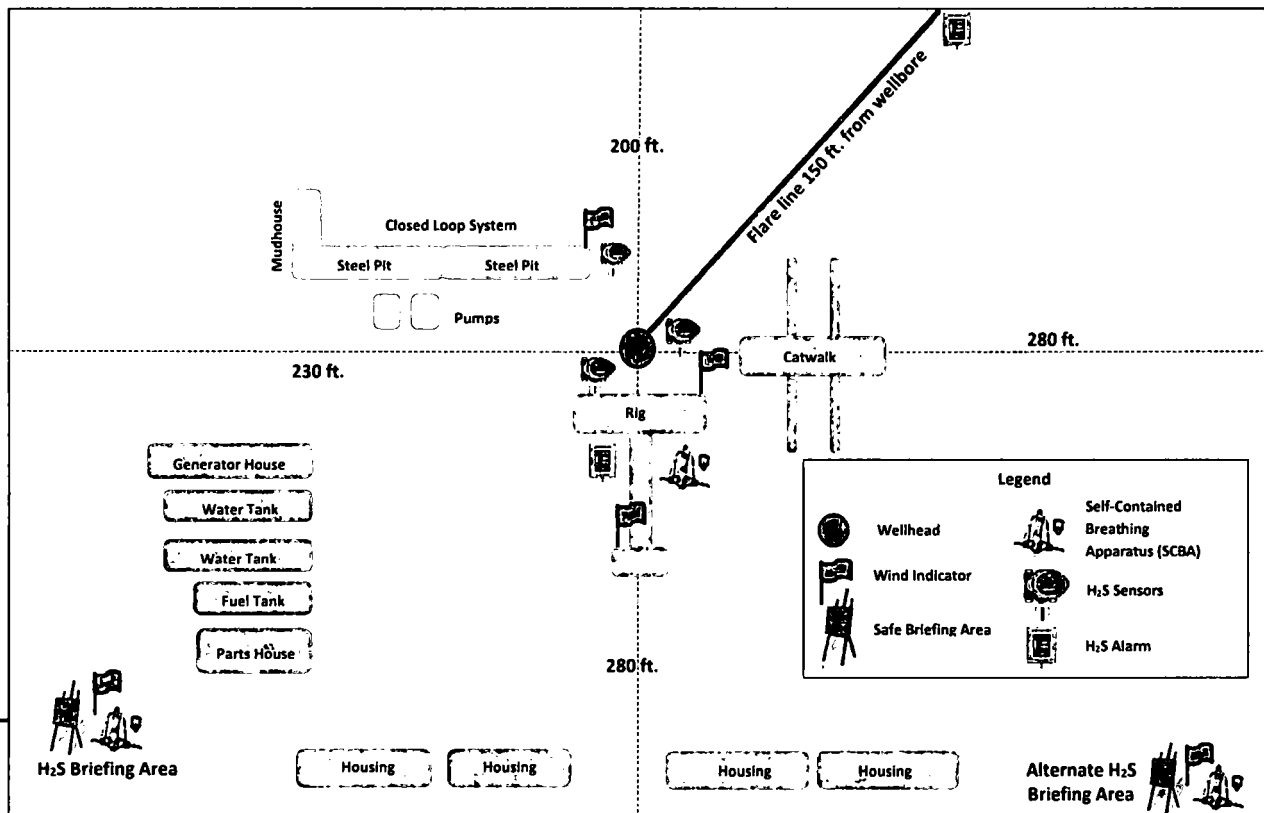 200 ft.
Flare line 150 ft. from wellbore
Mudhouse
Closed Loop System
Steel Pit
Steel Pit
Pumps
230 ft.
280 ft.
Catwalk
Rig
Generator House
Water Tank
Water Tank
Fuel Tank
Parts House
280 ft.
H₂S Briefing Area
Housing
Housing
Housing
Housing
Alternate H₂S
Briefing Area
Legend
Wellhead
Wind Indicator
Safe Briefing Area
Self-Contained
Breathing
Apparatus (SCBA)
H₂S Sensors
H₂S Alarm